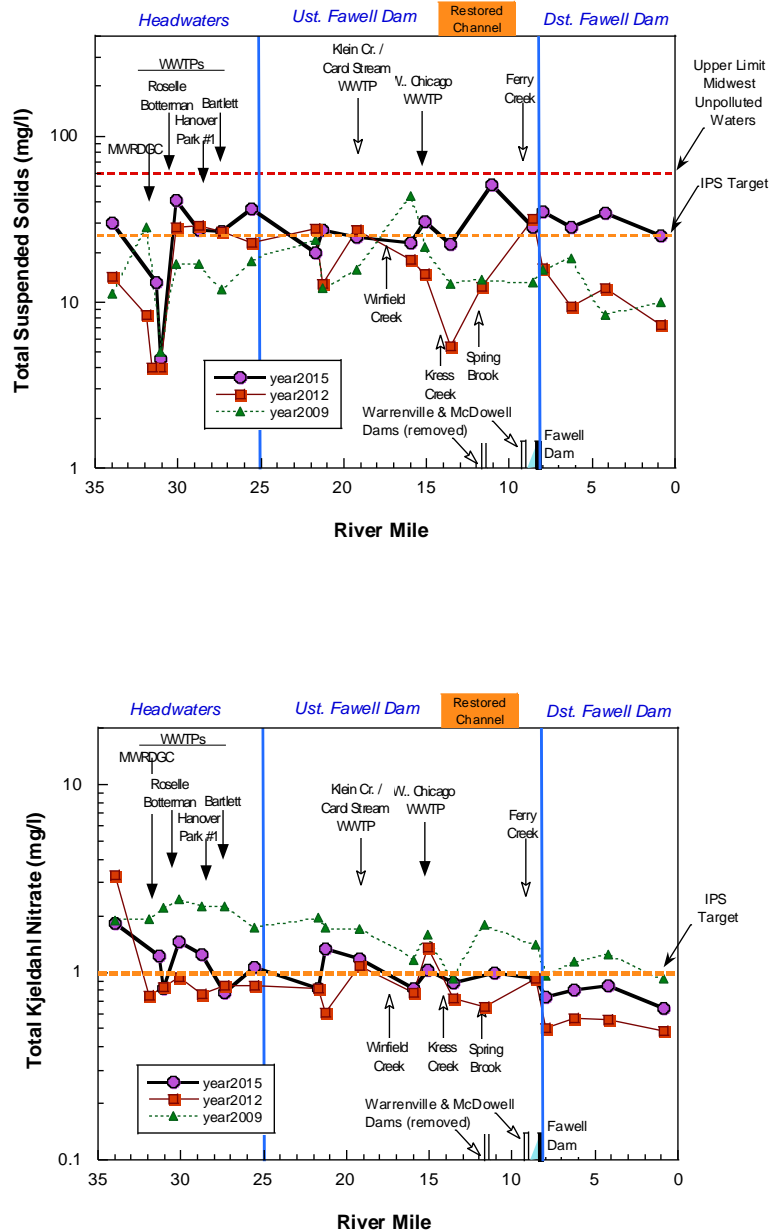 Headwaters
Ust. Fawell Dam
Restored
Channel
Dst. Fawell Dam
WWTPs
MWRDGC
Roselle
Botterman
Hanover
Park #1
Bartlett
Klein Cr. /
Carol Stream
WWTP
W.. Chicago
WWTP
Ferry
Creek
Upper Limit
Midwest
Unpolluted
Waters
IPS Target
Total Suspended Solids (mg/l)
100
10
1
Winfield
Creek
Kress
Creek
Spring
Brook
year2015
year2012
year2009
Warrenville & McDowell
Dams (removed)
Fawell
Dam
35 30 25 20 15 10 5 0
River Mile
Headwaters
Ust. Fawell Dam
Restored
Channel
Dst. Fawell Dam
WWTPs
MWRDGC
Roselle
Botterman
Hanover
Park #1
Bartlett
Klein Cr. /
Carol Stream
WWTP
W.. Chicago
WWTP
Ferry
Creek
IPS
Target
Total Kjeldahl Nitrate (mg/l)
10
1
0.1
Winfield
Creek
Kress
Creek
Spring
Brook
year2015
year2012
year2009
Warrenville & McDowell
Dams (removed)
Fawell
Dam
35 30 25 20 15 10 5 0
River Mile